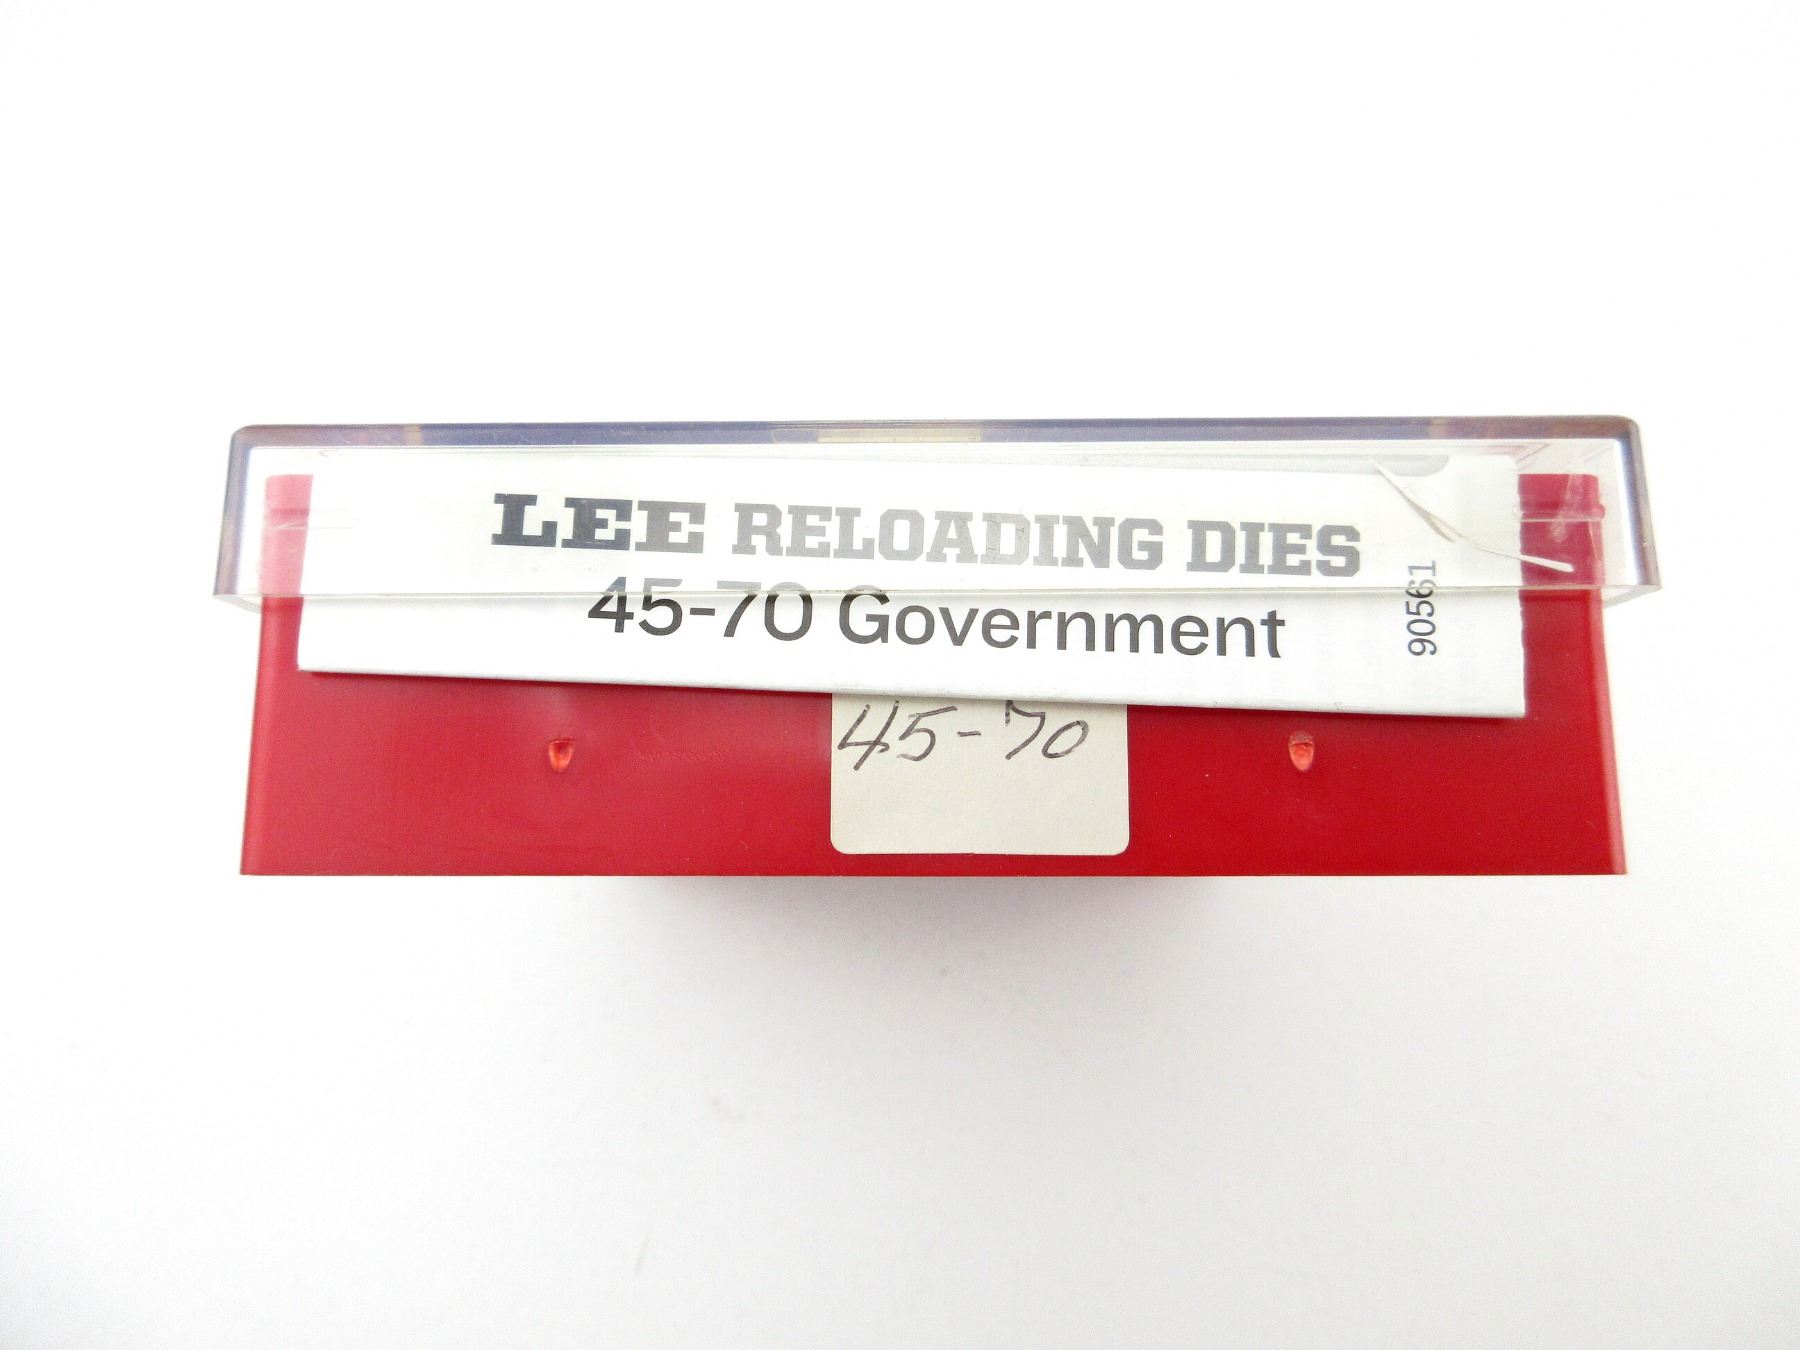 LEE RELOADING DIES
45-70 Government
90561
45-70